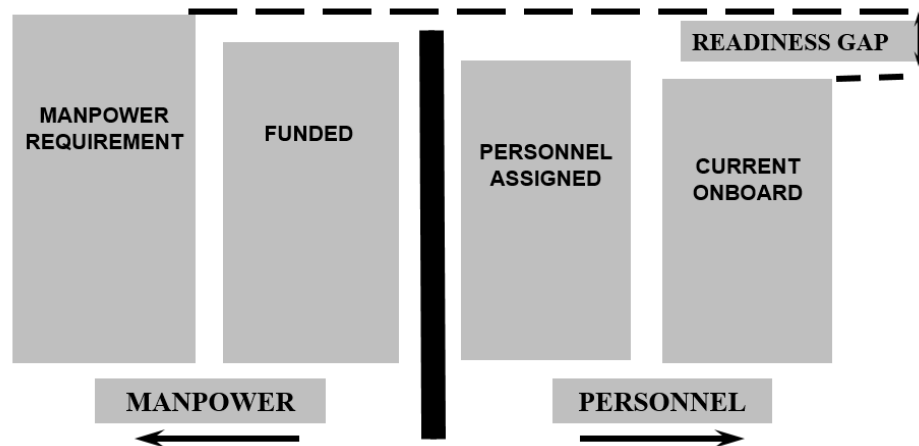 MANPOWER
REQUIREMENT
FUNDED
PERSONNEL
ASSIGNED
CURRENT
ONBOARD
READINESS GAP
MANPOWER
PERSONNEL